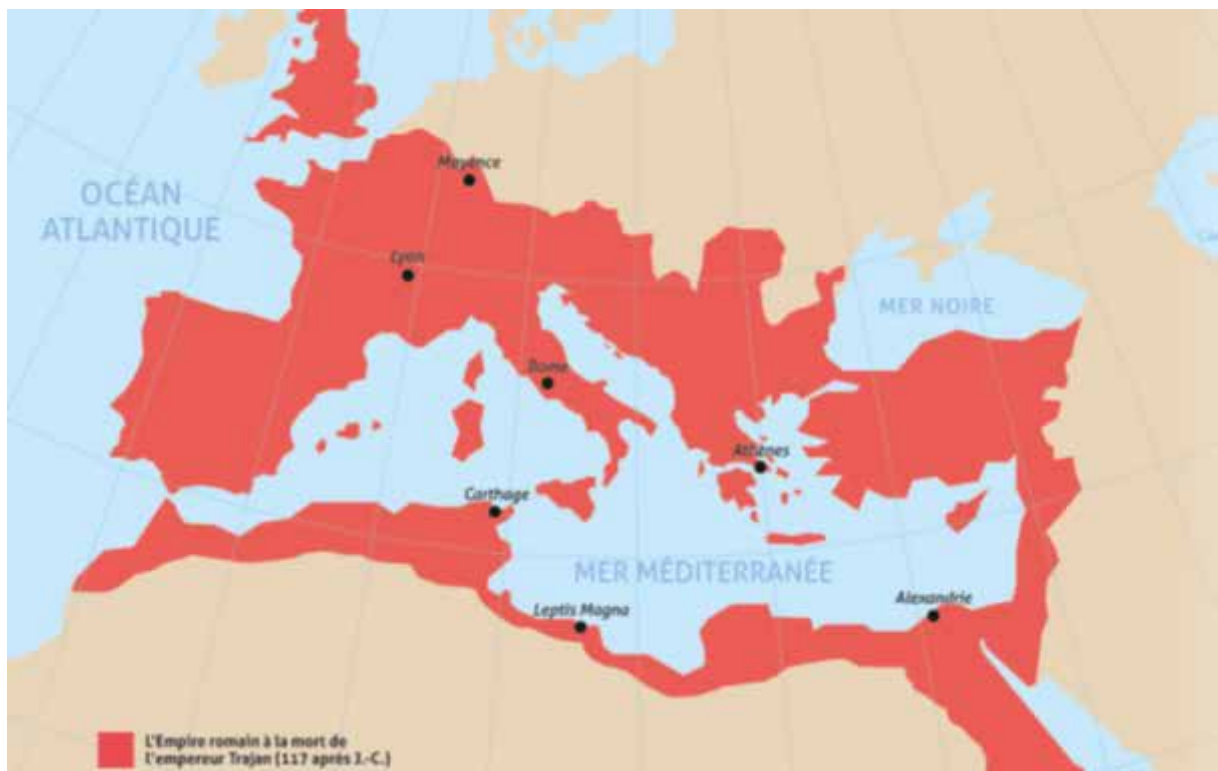 Mayence
OCÉAN
ATLANTIQUE
Lyon
MER NOIRE
Rome
Athènes
Carthage
MER MÉDITERRANÉE
Leptis Magna
Alexandrie
L'Empire romain à la mort de
l'empereur Trajan (117 après J.-C.)